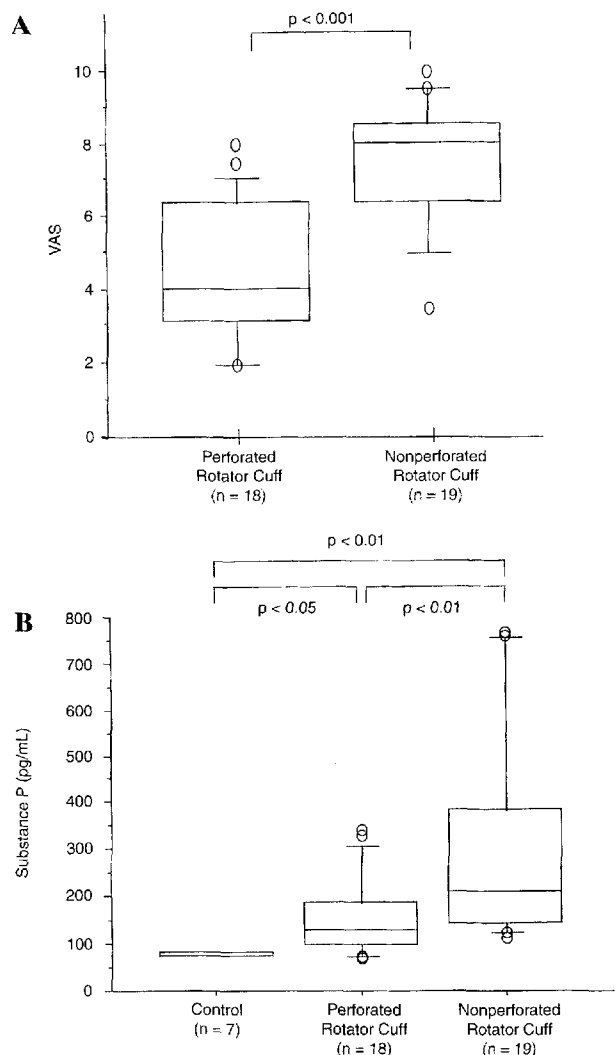 A
p < 0.001
10
8
6
4
2
0
VAS
Perforated
Rotator Cuff
(n = 18)
Nonperforated
Rotator Cuff
(n = 19)
B
p < 0.01
p < 0.05
p < 0.01
800
700
600
500
400
300
200
100
0
Substance P (pg/mL)
Control
(n = 7)
Perforated
Rotator Cuff
(n = 18)
Nonperforated
Rotator Cuff
(n = 19)